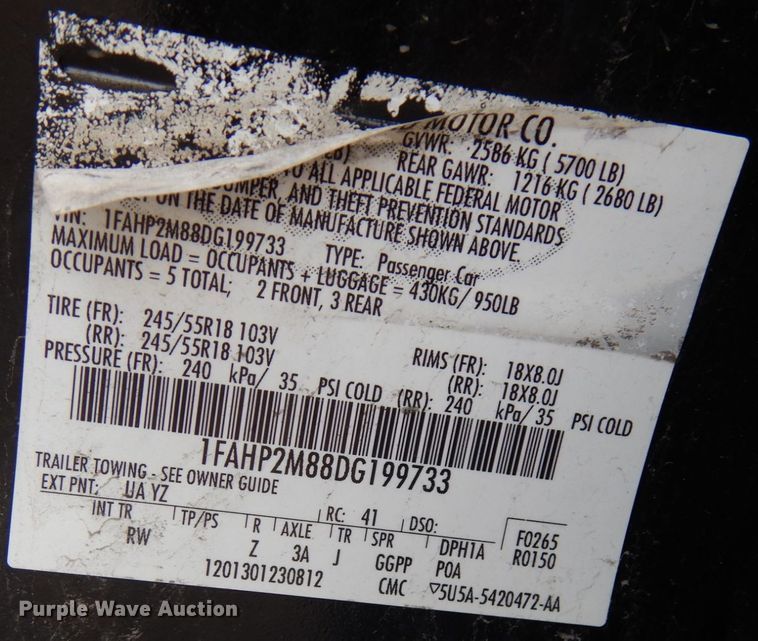 MOTOR CO.
GVWR: 2586 KG ( 5700 LB)
REAR GAWR: 1216 KG ( 2680 LB)
TO ALL APPLICABLE FEDERAL MOTOR
BUMPER, AND THEFT PREVENTION STANDARDS
ON THE DATE OF MANUFACTURE SHOWN ABOVE.
VIN: 1FAHP2M88DG199733 TYPE: Passenger Car
MAXIMUM LOAD = OCCUPANTS + LUGGAGE = 430KG/ 950LB
OCCUPANTS = 5 TOTAL; 2 FRONT, 3 REAR
TIRE (FR): 245/55R18 103V RIMS (FR): 18X8.0J
(RR): 245/55R18 103V (RR): 18X8.0J
PRESSURE (FR): 240 kPa/ 35 PSI COLD (RR): 240 kPa/ 35 PSI COLD
1FAHP2M88DG199733
TRAILER TOWING - SEE OWNER GUIDE
EXT PNT: UA YZ RC: 41 DSO: F0265
INT TR TP/PS R AXLE TR SPR DPH1A R0150
RW Z 3A J GGPP POA
1201301230812 CMC ▽5U5A-5420472-AA
Purple Wave Auction